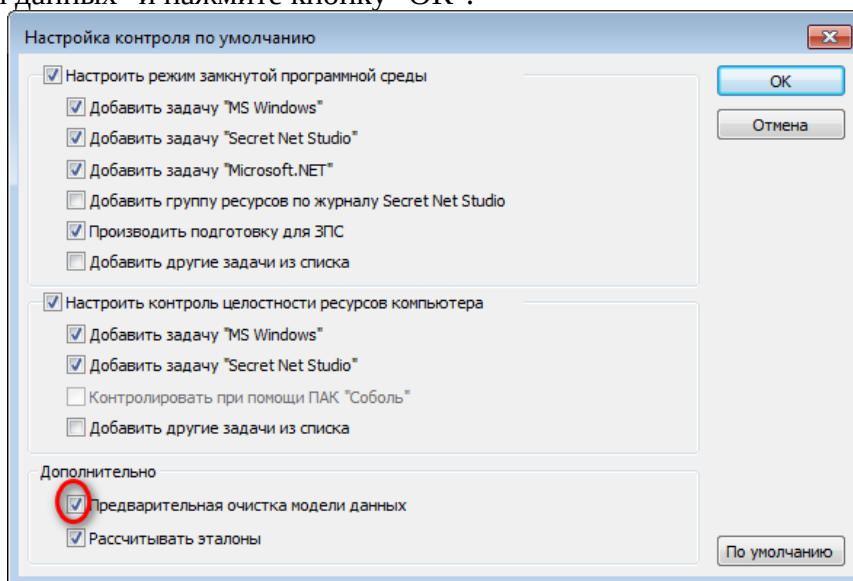 данных" и нажмите кнопку "ОК".
Настройка контроля по умолчанию
Настроить режим замкнутой программной среды
ОК
Добавить задачу "MS Windows"
Отмена
Добавить задачу "Secret Net Studio"
Добавить задачу "Microsoft.NET"
Добавить группу ресурсов по журналу Secret Net Studio
Производить подготовку для ЗПС
Добавить другие задачи из списка
Настроить контроль целостности ресурсов компьютера
Добавить задачу "MS Windows"
Добавить задачу "Secret Net Studio"
Контролировать при помощи ПАК "Соболь"
Добавить другие задачи из списка
Дополнительно
Предварительная очистка модели данных
Рассчитывать эталоны
По умолчанию